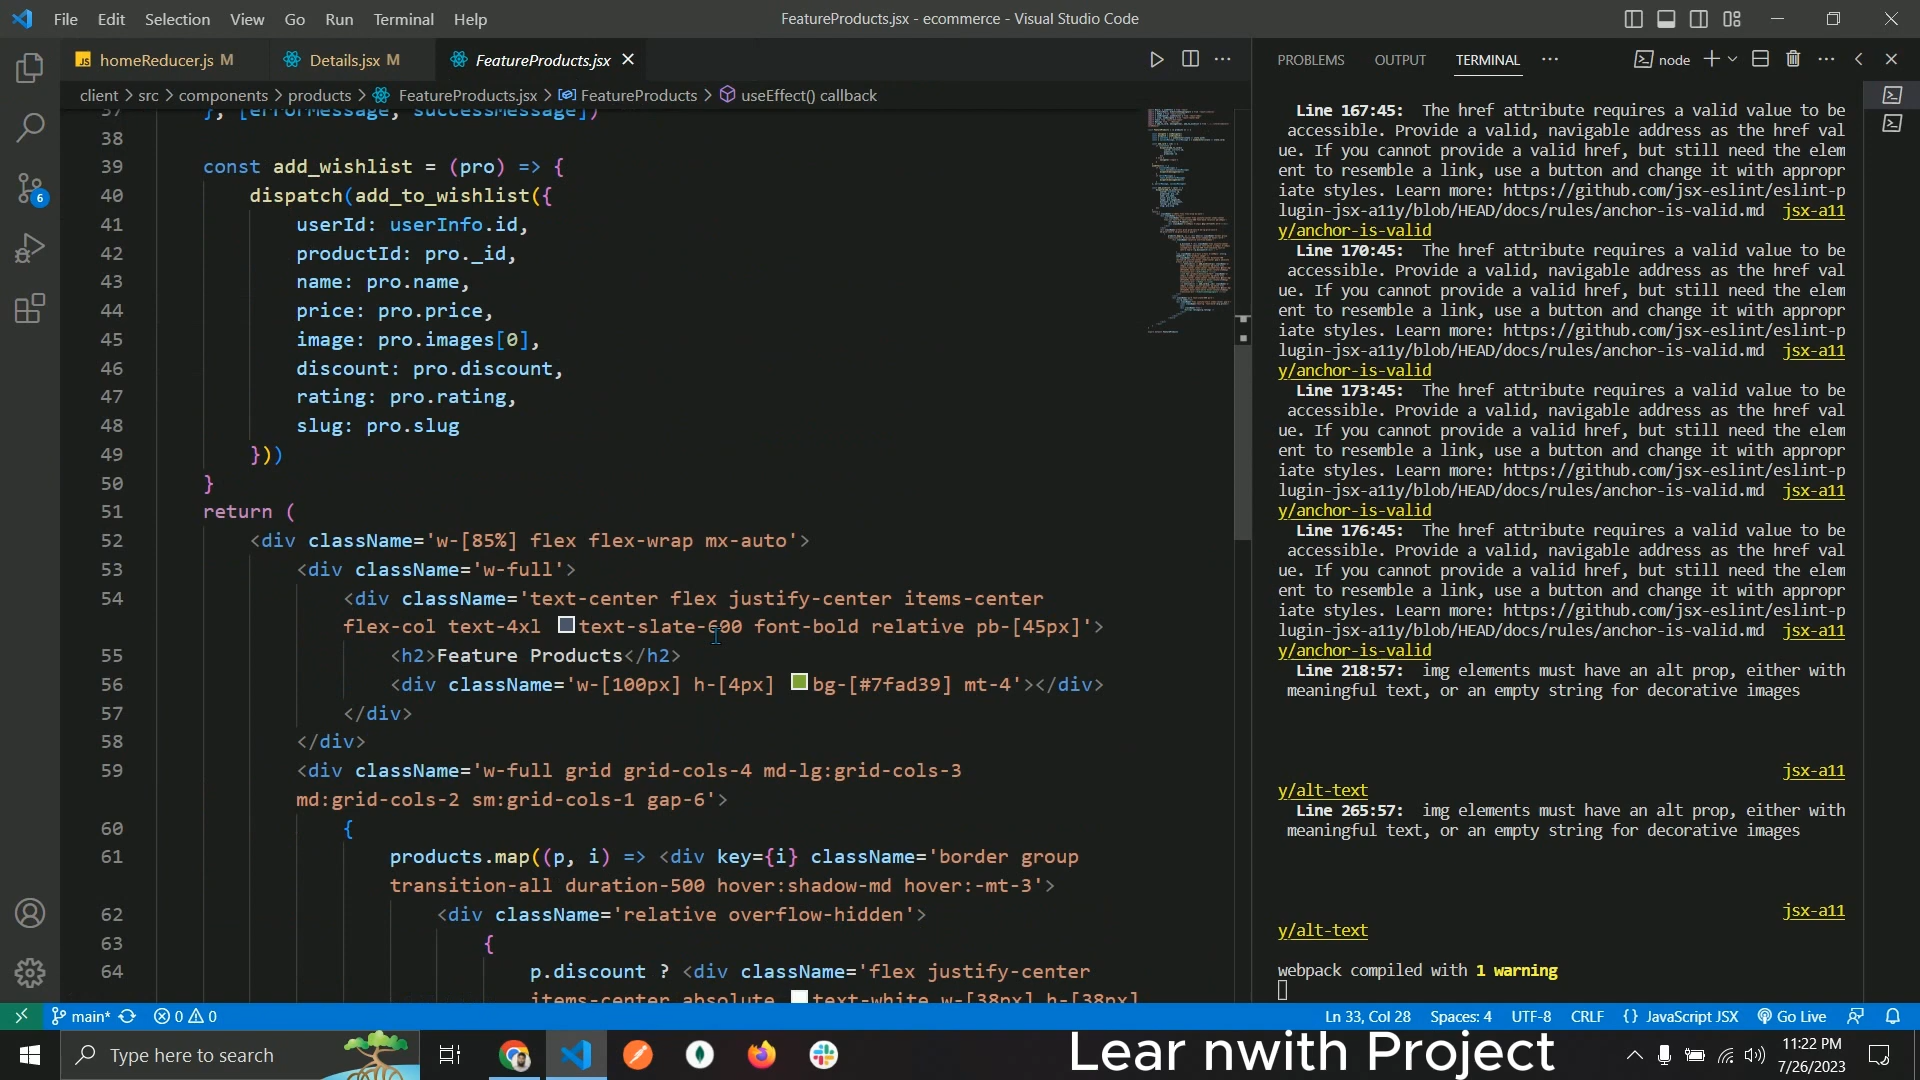 File Edit Selection View Go Run Terminal Help
FeatureProducts.jsx - ecommerce - Visual Studio Code
JS homeReducer.js M
Details.jsx M
FeatureProducts.jsx
client > src > components > products > FeatureProducts.jsx > FeatureProducts > useEffect() callback
37 }, [errorMessage, successMessage])
38
39 const add_wishlist = (pro) => {
40 dispatch(add_to_wishlist({
41 userId: userInfo.id,
42 productId: pro._id,
43 name: pro.name,
44 price: pro.price,
45 image: pro.images[0],
46 discount: pro.discount,
47 rating: pro.rating,
48 slug: pro.slug
49 }))
50 }
51 return (
52 <div className='w-[85%] flex flex-wrap mx-auto'>
53 <div className='w-full'>
54 <div className='text-center flex justify-center items-center
flex-col text-4xl text-slate-600 font-bold relative pb-[45px]'>
55 <h2>Feature Products</h2>
56 <div className='w-[100px] h-[4px] bg-[#7fad39] mt-4'></div>
57 </div>
58 </div>
59 <div className='w-full grid grid-cols-4 md-lg:grid-cols-3
md:grid-cols-2 sm:grid-cols-1 gap-6'>
60 {
61 products.map((p, i) => <div key={i} className='border group
transition-all duration-500 hover:shadow-md hover:-mt-3'>
62 <div className='relative overflow-hidden'>
63 {
64 p.discount ? <div className='flex justify-center
items-center absolute text-white w-[38px] h-[38px]
PROBLEMS OUTPUT TERMINAL
node
Line 167:45: The href attribute requires a valid value to be
accessible. Provide a valid, navigable address as the href val
ue. If you cannot provide a valid href, but still need the elem
ent to resemble a link, use a button and change it with appropr
iate styles. Learn more: https://github.com/jsx-eslint/eslint-p
lugin-jsx-a11y/blob/HEAD/docs/rules/anchor-is-valid.md jsx-a11
y/anchor-is-valid
Line 170:45: The href attribute requires a valid value to be
accessible. Provide a valid, navigable address as the href val
ue. If you cannot provide a valid href, but still need the elem
ent to resemble a link, use a button and change it with appropr
iate styles. Learn more: https://github.com/jsx-eslint/eslint-p
lugin-jsx-a11y/blob/HEAD/docs/rules/anchor-is-valid.md jsx-a11
y/anchor-is-valid
Line 173:45: The href attribute requires a valid value to be
accessible. Provide a valid, navigable address as the href val
ue. If you cannot provide a valid href, but still need the elem
ent to resemble a link, use a button and change it with appropr
iate styles. Learn more: https://github.com/jsx-eslint/eslint-p
lugin-jsx-a11y/blob/HEAD/docs/rules/anchor-is-valid.md jsx-a11
y/anchor-is-valid
Line 176:45: The href attribute requires a valid value to be
accessible. Provide a valid, navigable address as the href val
ue. If you cannot provide a valid href, but still need the elem
ent to resemble a link, use a button and change it with appropr
iate styles. Learn more: https://github.com/jsx-eslint/eslint-p
lugin-jsx-a11y/blob/HEAD/docs/rules/anchor-is-valid.md jsx-a11
y/anchor-is-valid
Line 218:57: img elements must have an alt prop, either with
meaningful text, or an empty string for decorative images
jsx-a11
y/alt-text
Line 265:57: img elements must have an alt prop, either with
meaningful text, or an empty string for decorative images
jsx-a11
y/alt-text
webpack compiled with 1 warning
6
main* 0 0
Ln 33, Col 28 Spaces: 4 UTF-8 CRLF {} JavaScript JSX Go Live
Type here to search
Lear nwith Project
11:22 PM
7/26/2023